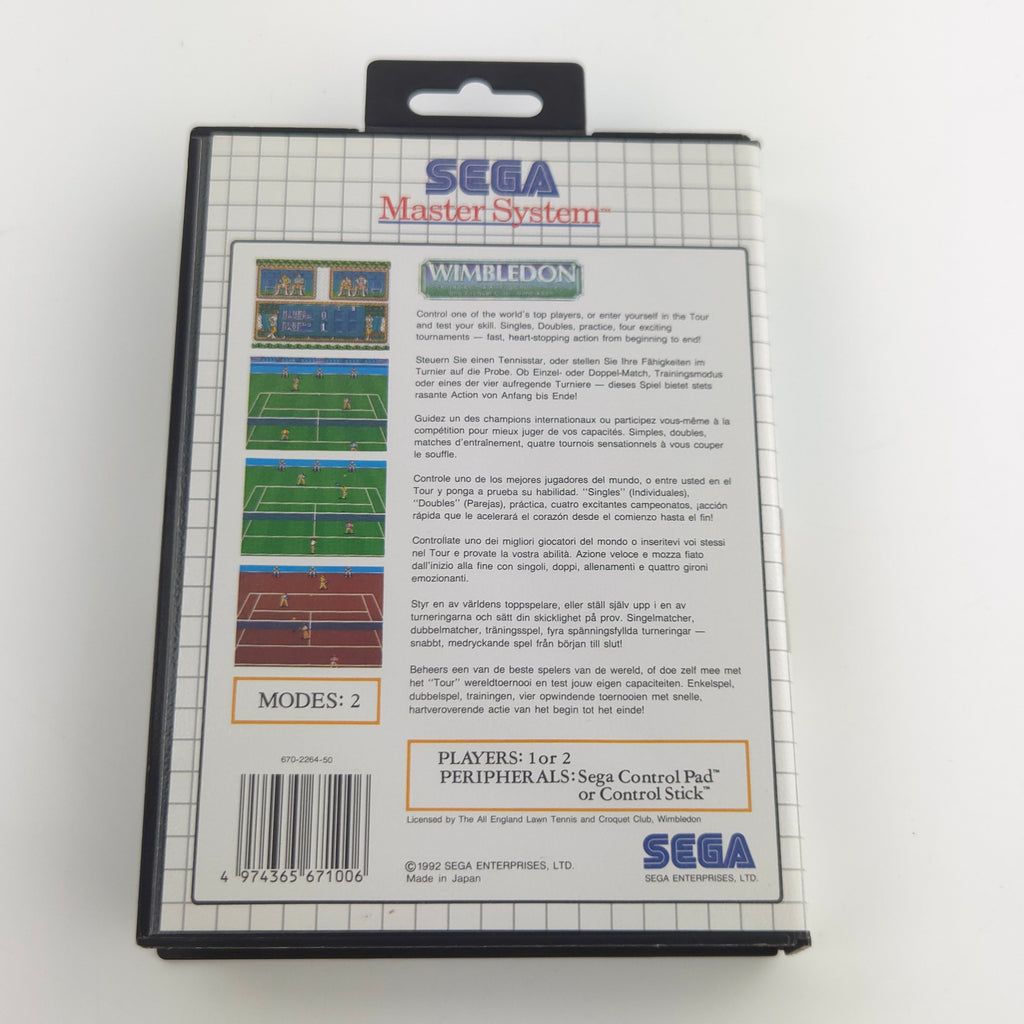 SEGA
Master System™
WIMBLEDON
Control one of the world's top players, or enter yourself in the Tour
and test your skill. Singles, Doubles, practice, four exciting
tournaments — fast, heart-stopping action from beginning to end!
Steuern Sie einen Tennisstar, oder stellen Sie Ihre Fähigkeiten im
Turnier auf die Probe. Ob Einzel- oder Doppel-Match, Trainingsmodus
oder eines der vier aufregende Turniere — dieses Spiel bietet stets
rasante Action von Anfang bis Ende!
Guidez un des champions internationaux ou participez vous-même à la
compétition pour mieux juger de vos capacités. Simples, doubles,
matches d'entraînement, quatre tournois sensationnels à vous couper
le souffle.
Controle uno de los mejores jugadores del mundo, o entre usted en el
Tour y ponga a prueba su habilidad. "Singles" (Individuales),
"Doubles" (Parejas), práctica, cuatro excitantes campeonatos, ¡acción
rápida que le acelerará el corazón desde el comienzo hasta el fin!
Controllate uno dei migliori giocatori del mondo o inseritevi voi stessi
nel Tour e provate la vostra abilità. Azione veloce e mozza fiato
dall'inizio alla fine con singoli, doppi, allenamenti e quattro gironi
emozionanti.
Styr en av världens toppspelare, eller ställ själv upp i en av
turneringarna och sätt din skicklighet på prov. Singelmatcher,
dubbelmatcher, träningsspel, fyra spänningsfyllda turneringar —
snabbt, medryckande spel från början till slut!
Beheers een van de beste spelers van de wereld, of doe zelf mee met
het "Tour" wereldtoernooi en test jouw eigen capaciteiten. Enkelspel,
dubbelspel, trainingen, vier opwindende toernooien met snelle,
hartveroverende actie van het begin tot het einde!
MODES: 2
PLAYERS: 1 or 2
PERIPHERALS: Sega Control Pad™
or Control Stick™
Licensed by The All England Lawn Tennis and Croquet Club, Wimbledon
670-2264-50
4 974365 671006
©1992 SEGA ENTERPRISES, LTD.
Made in Japan
SEGA
SEGA ENTERPRISES, LTD.